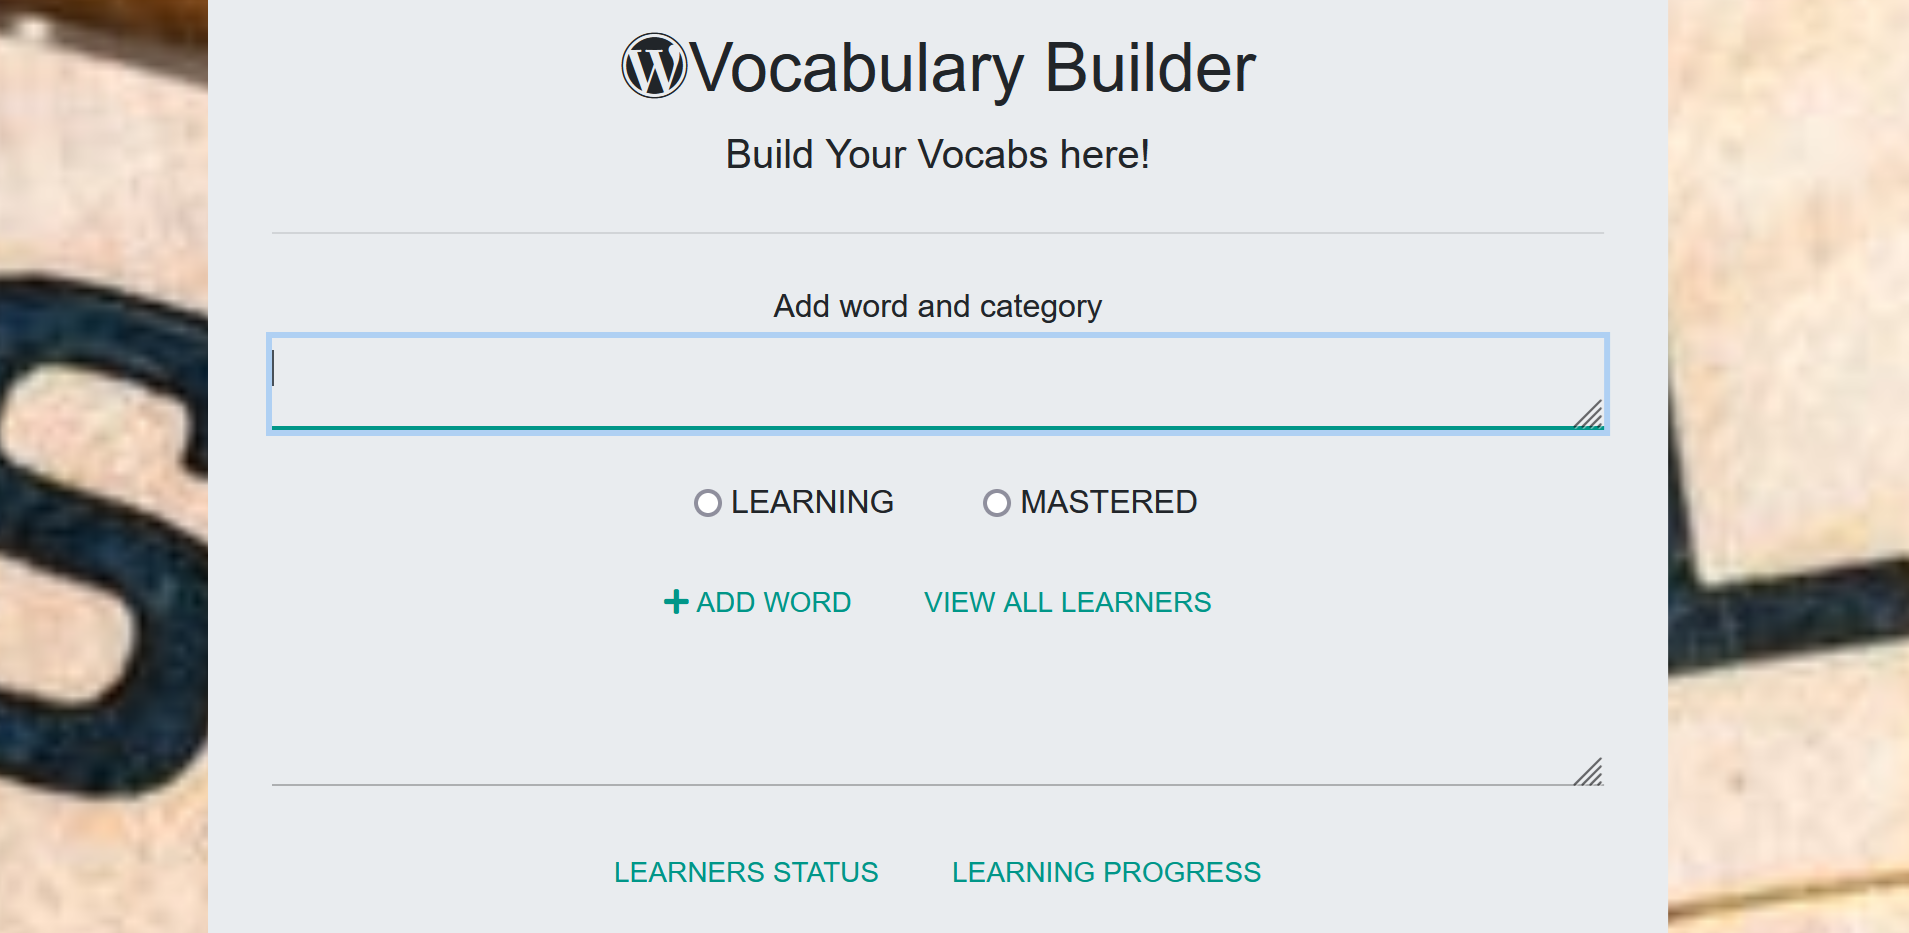 Vocabulary Builder
Build Your Vocabs here!
Add word and category
LEARNING MASTERED
ADD WORD VIEW ALL LEARNERS
LEARNERS STATUS LEARNING PROGRESS